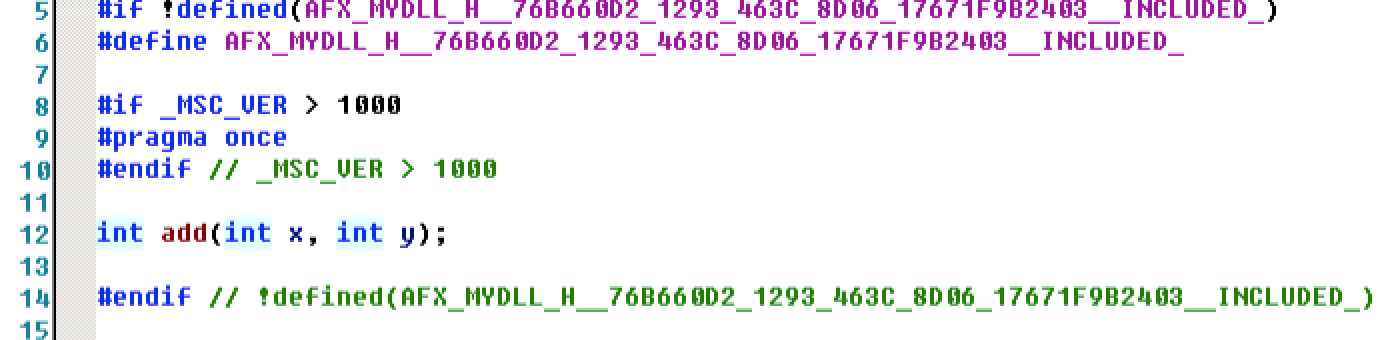 5 #if !defined(AFX_MYDLL_H__76B660D2_1293_463C_8D06_17671F9B2403__INCLUDED_)
6 #define AFX_MYDLL_H__76B660D2_1293_463C_8D06_17671F9B2403__INCLUDED_
7
8 #if _MSC_VER > 1000
9 #pragma once
10 #endif // _MSC_VER > 1000
11
12 int add(int x, int y);
13
14 #endif // !defined(AFX_MYDLL_H__76B660D2_1293_463C_8D06_17671F9B2403__INCLUDED_)
15